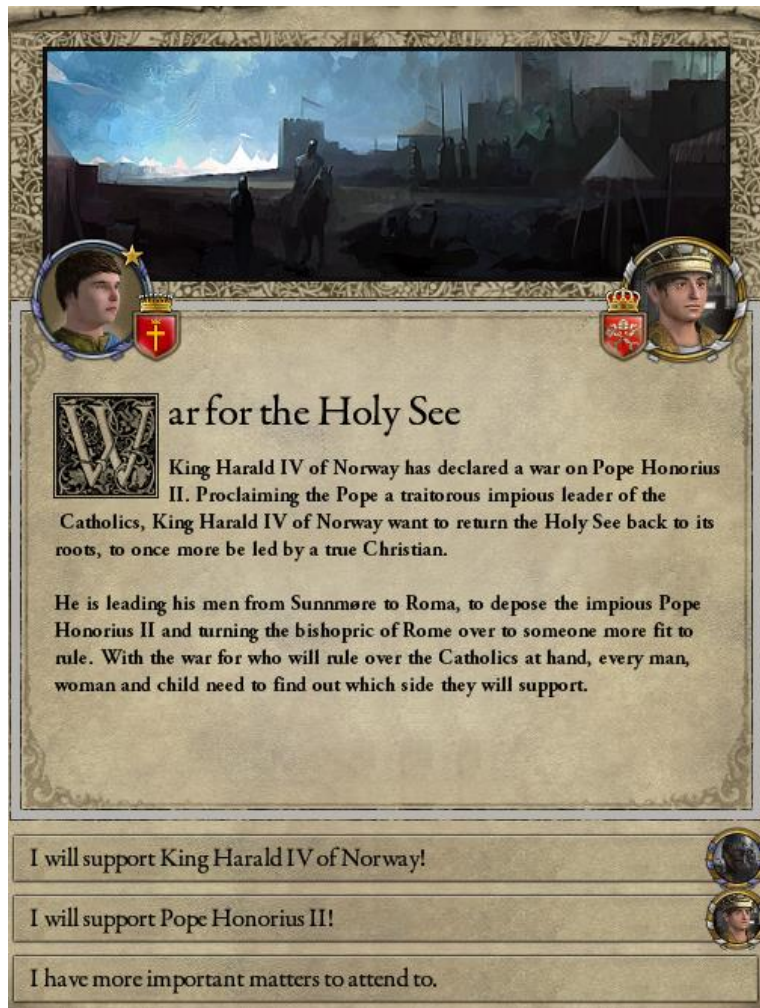 War for the Holy See
King Harald IV of Norway has declared a war on Pope Honorius
II. Proclaiming the Pope a traitorous impious leader of the
Catholics, King Harald IV of Norway want to return the Holy See back to its
roots, to once more be led by a true Christian.
He is leading his men from Sunnmøre to Roma, to depose the impious Pope
Honorius II and turning the bishopric of Rome over to someone more fit to
rule. With the war for who will rule over the Catholics at hand, every man,
woman and child need to find out which side they will support.
I will support King Harald IV of Norway!
I will support Pope Honorius II!
I have more important matters to attend to.